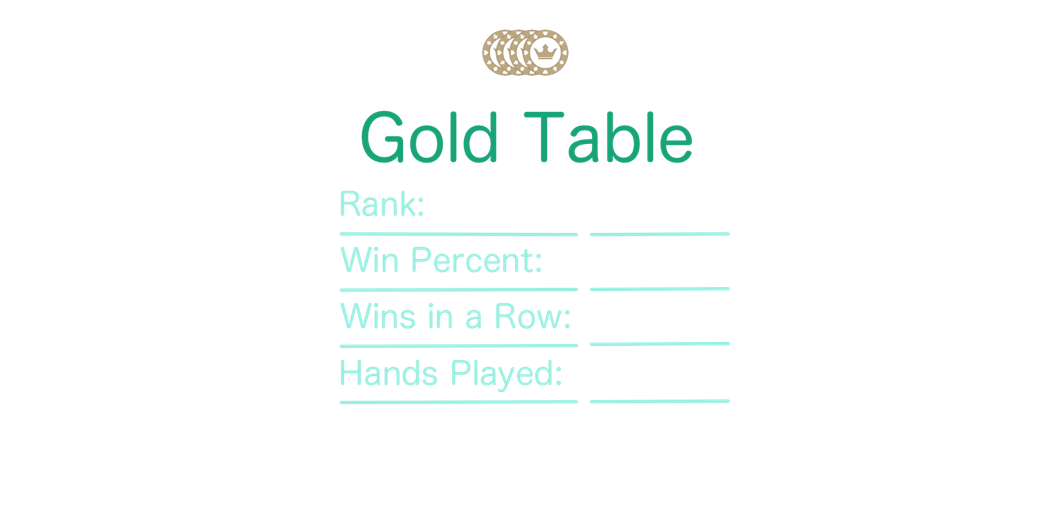 Gold Table
Rank:
Win Percent:
Wins in a Row:
Hands Played: